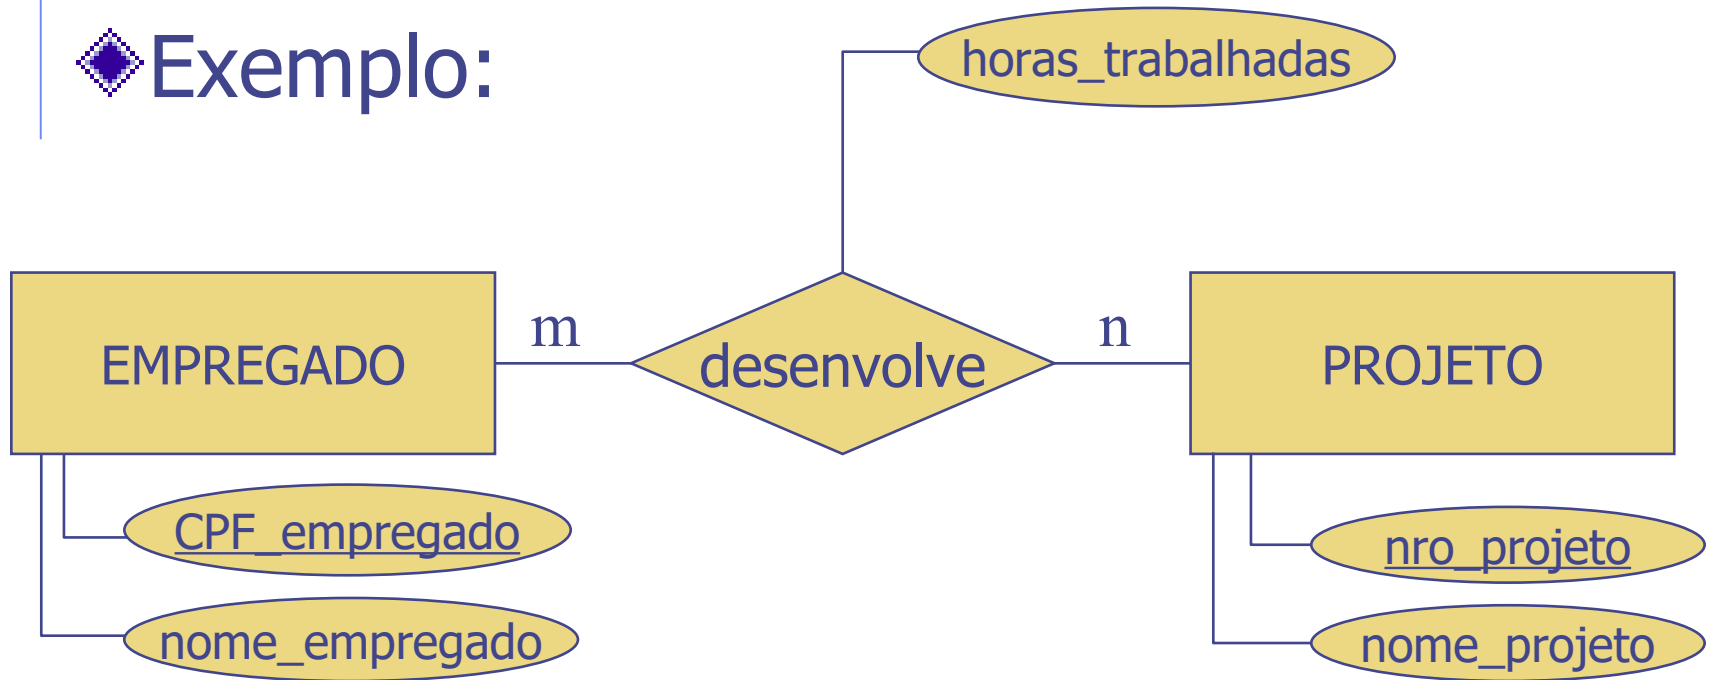 Exemplo:
horas_trabalhadas
EMPREGADO
m
desenvolve
n
PROJETO
CPF_empregado
nome_empregado
nro_projeto
nome_projeto